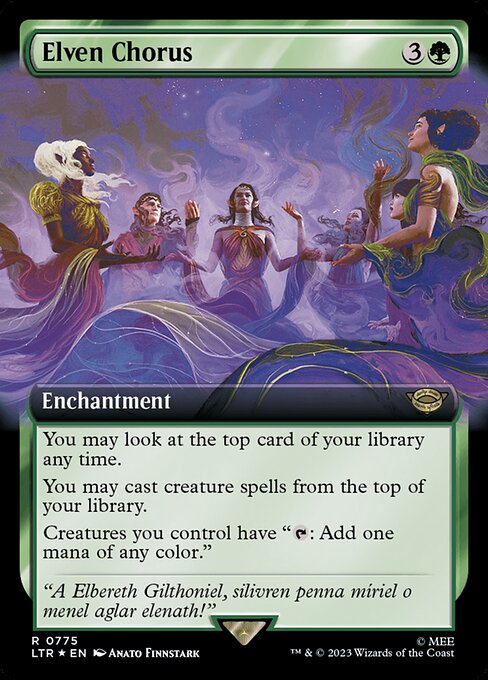 Elven Chorus 3
Enchantment
You may look at the top card of your library
any time.
You may cast creature spells from the top of
your library.
Creatures you control have “: Add one
mana of any color.”
“A Elbereth Gilthoniel, silivren penna míriel o
menel aglar elenath!”
R 0775
LTR ★ EN ANATO FINNSTARK
© MEE
™ & © 2023 Wizards of the Coast